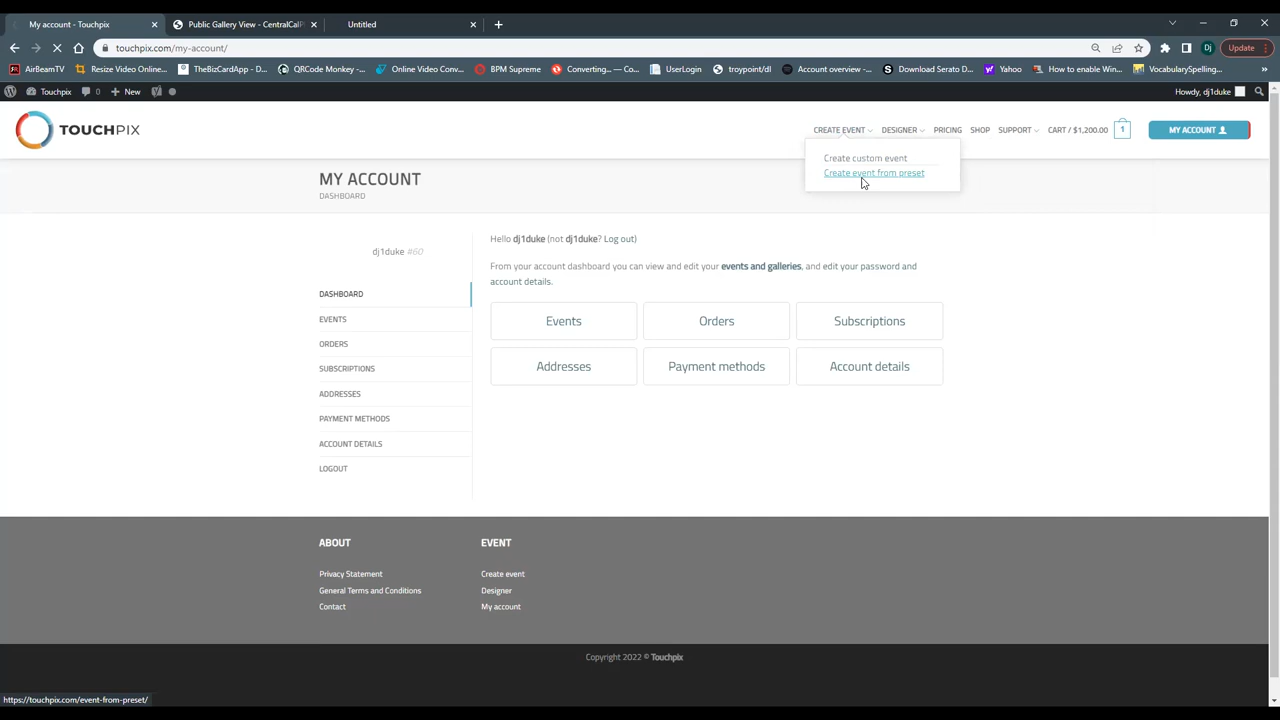 My account - Touchpix
Public Gallery View - CentralCalP
Untitled
touchpix.com/my-account/
Dj
Update
AirBeamTV
Resize Video Online...
TheBizCardApp - D...
QRCode Monkey -...
Online Video Conv...
BPM Supreme
Converting... — Co...
UserLogin
troypoint/dl
Account overview -...
Download Serato D...
Yahoo
How to enable Win...
VocabularySpelling...
Touchpix
0
New
Howdy, dj1duke
TOUCHPIX
CREATE EVENT
DESIGNER
PRICING
SHOP
SUPPORT
CART / $1,200.00
1
MY ACCOUNT
Create custom event
Create event from preset
MY ACCOUNT
DASHBOARD
dj1duke #60
DASHBOARD
EVENTS
ORDERS
SUBSCRIPTIONS
ADDRESSES
PAYMENT METHODS
ACCOUNT DETAILS
LOGOUT
Hello dj1duke (not dj1duke? Log out)
From your account dashboard you can view and edit your events and galleries, and edit your password and
account details.
Events
Orders
Subscriptions
Addresses
Payment methods
Account details
ABOUT
Privacy Statement
General Terms and Conditions
Contact
EVENT
Create event
Designer
My account
Copyright 2022 © Touchpix
https://touchpix.com/event-from-preset/